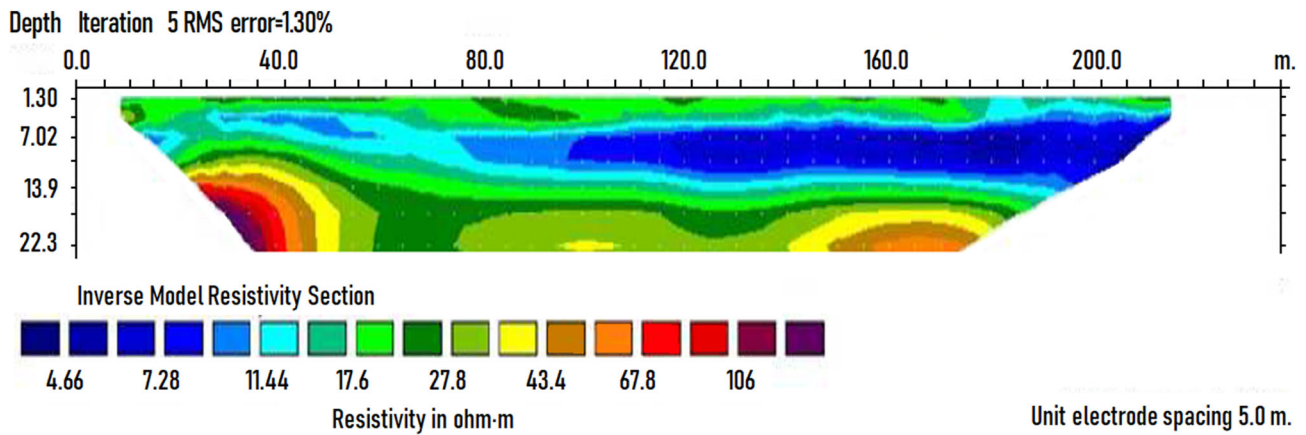 Depth Iteration 5 RMS error=1.30%
0.0 40.0 80.0 120.0 160.0 200.0 m.
1.30
7.02
13.9
22.3
Inverse Model Resistivity Section
4.66 7.28 11.44 17.6 27.8 43.4 67.8 106
Resistivity in ohm·m
Unit electrode spacing 5.0 m.